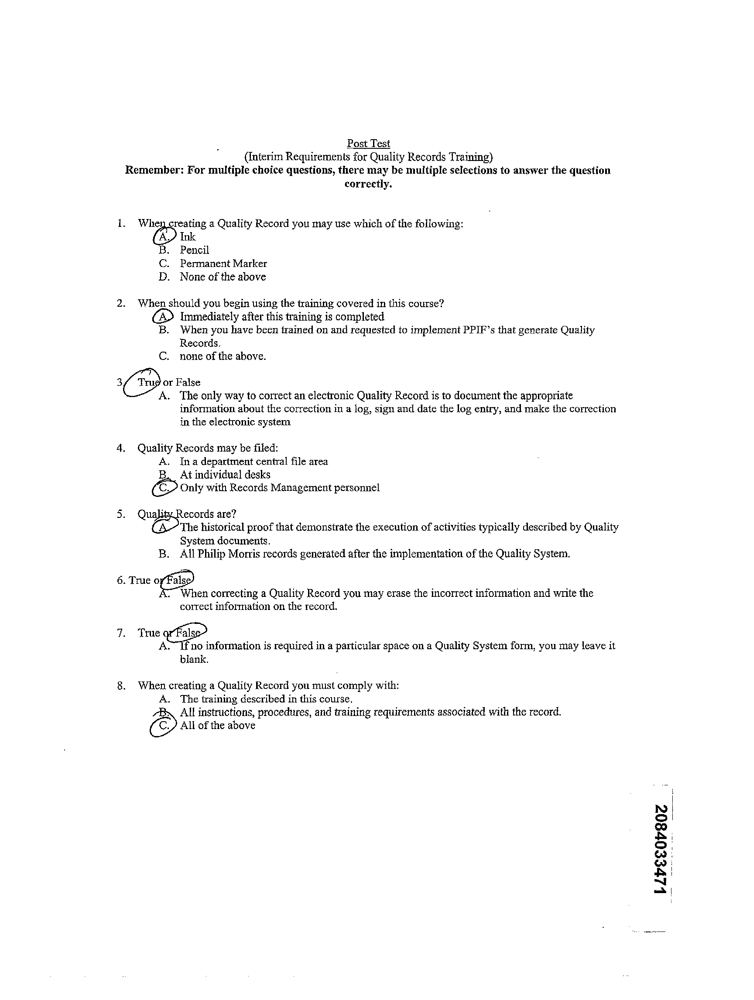 Post Test
(Interim Requirements for Quality Records Training)
Remember: For multiple choice questions, there may be multiple selections to answer the question
correctly.
1. When creating a Quality Record you may use which of the following:
A. Ink
B. Pencil
C. Permanent Marker
D. None of the above
2. When should you begin using the training covered in this course?
A. Immediately after this training is completed
B. When you have been trained on and requested to implement PPIF's that generate Quality
Records.
C. none of the above.
3. True or False
A. The only way to correct an electronic Quality Record is to document the appropriate
information about the correction in a log, sign and date the log entry, and make the correction
in the electronic system
4. Quality Records may be filed:
A. In a department central file area
B. At individual desks
C. Only with Records Management personnel
5. Quality Records are?
A. The historical proof that demonstrate the execution of activities typically described by Quality
System documents.
B. All Philip Morris records generated after the implementation of the Quality System.
6. True or False
A. When correcting a Quality Record you may erase the incorrect information and write the
correct information on the record.
7. True or False
A. If no information is required in a particular space on a Quality System form, you may leave it
blank.
8. When creating a Quality Record you must comply with:
A. The training described in this course.
B. All instructions, procedures, and training requirements associated with the record.
C. All of the above
2084033471